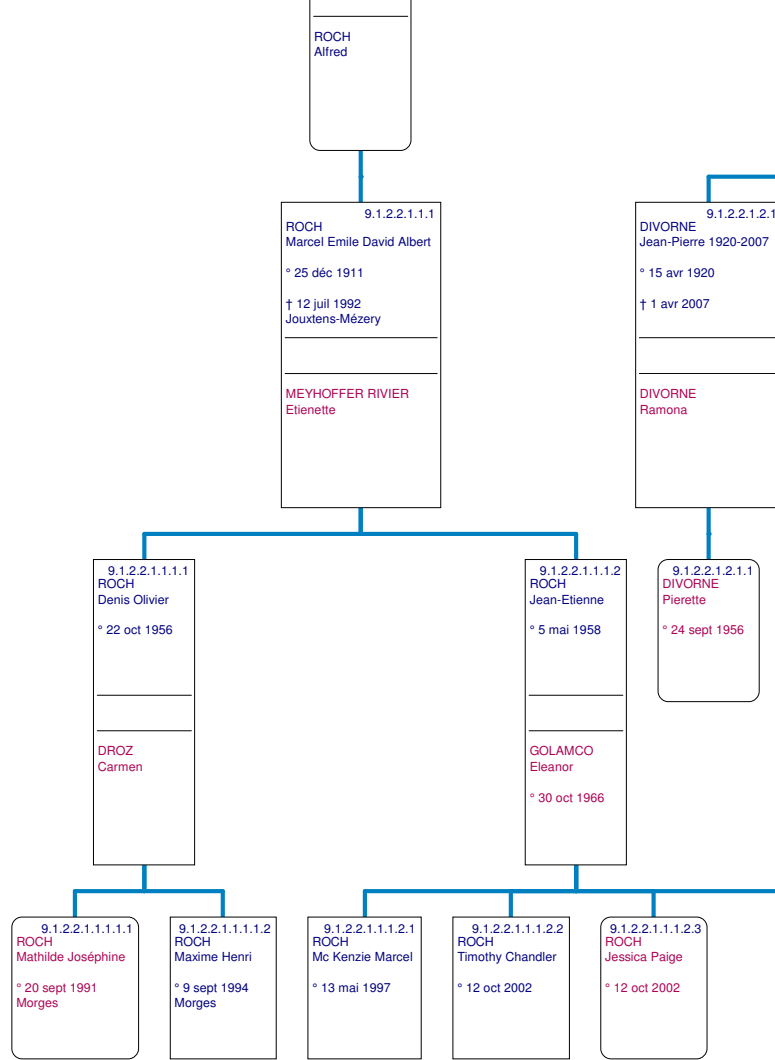 ROCH
Alfred
9.1.2.2.1.1.1
ROCH
Marcel Emile David Albert
° 25 déc 1911
† 12 juil 1992
Jouxtens-Mézery
MEYHOFFER RIVIER
Etienette
9.1.2.2.1.2.1
DIVORNE
Jean-Pierre 1920-2007
° 15 avr 1920
† 1 avr 2007
DIVORNE
Ramona
9.1.2.2.1.1.1.1
ROCH
Denis Olivier
° 22 oct 1956
DROZ
Carmen
9.1.2.2.1.1.1.2
ROCH
Jean-Etienne
° 5 mai 1958
GOLAMCO
Eleanor
° 30 oct 1966
9.1.2.2.1.2.1.1
DIVORNE
Pierette
° 24 sept 1956
9.1.2.2.1.1.1.1.1
ROCH
Mathilde Joséphine
° 20 sept 1991
Morges
9.1.2.2.1.1.1.1.2
ROCH
Maxime Henri
° 9 sept 1994
Morges
9.1.2.2.1.1.1.2.1
ROCH
Mc Kenzie Marcel
° 13 mai 1997
9.1.2.2.1.1.1.2.2
ROCH
Timothy Chandler
° 12 oct 2002
9.1.2.2.1.1.1.2.3
ROCH
Jessica Paige
° 12 oct 2002